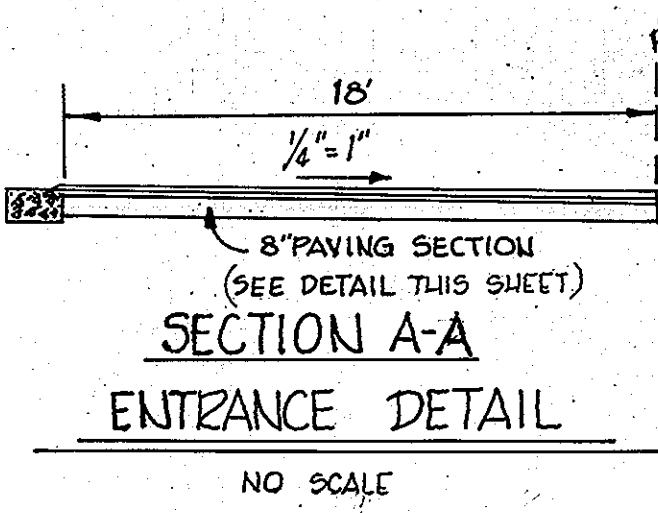 18'
1/4" = 1"
8" PAVING SECTION
(SEE DETAIL THIS SHEET)
SECTION A-A
ENTRANCE DETAIL
NO SCALE